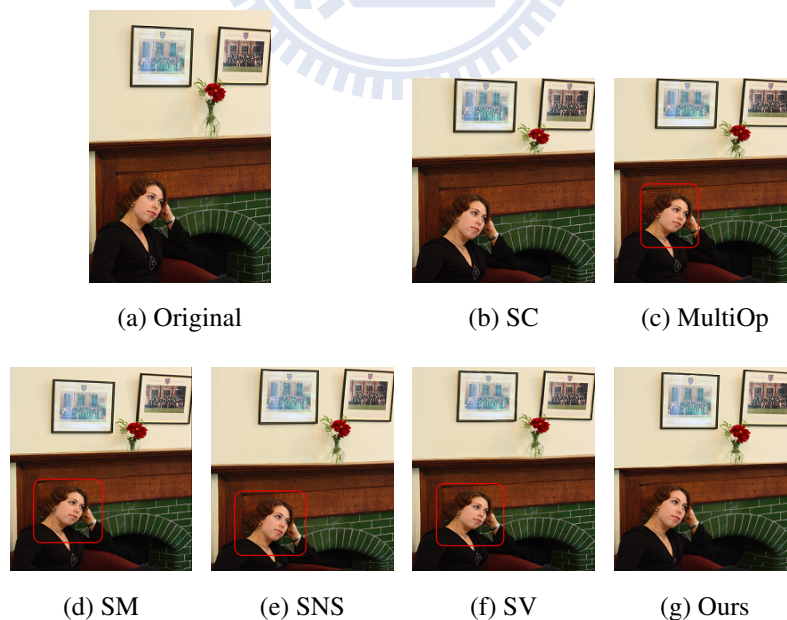 (a) Original
(b) SC
(c) MultiOp
(d) SM
(e) SNS
(f) SV
(g) Ours